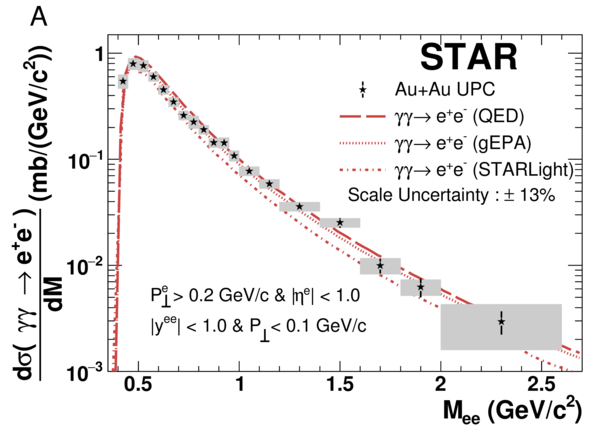 A
STAR
Au+Au UPC
γγ→ e⁺e⁻ (QED)
γγ→ e⁺e⁻ (gEPA)
γγ→ e⁺e⁻ (STARLight)
Scale Uncertainty : ± 13%
dσ( γγ → e⁺e⁻) / dM (mb/(GeV/c²))
1
10⁻¹
10⁻²
10⁻³
P⊥ᵉ> 0.2 GeV/c & |ηᵉ| < 1.0
|yᵉᵉ| < 1.0 & P⊥ < 0.1 GeV/c
0.5 1 1.5 2 2.5
Mₑₑ (GeV/c²)